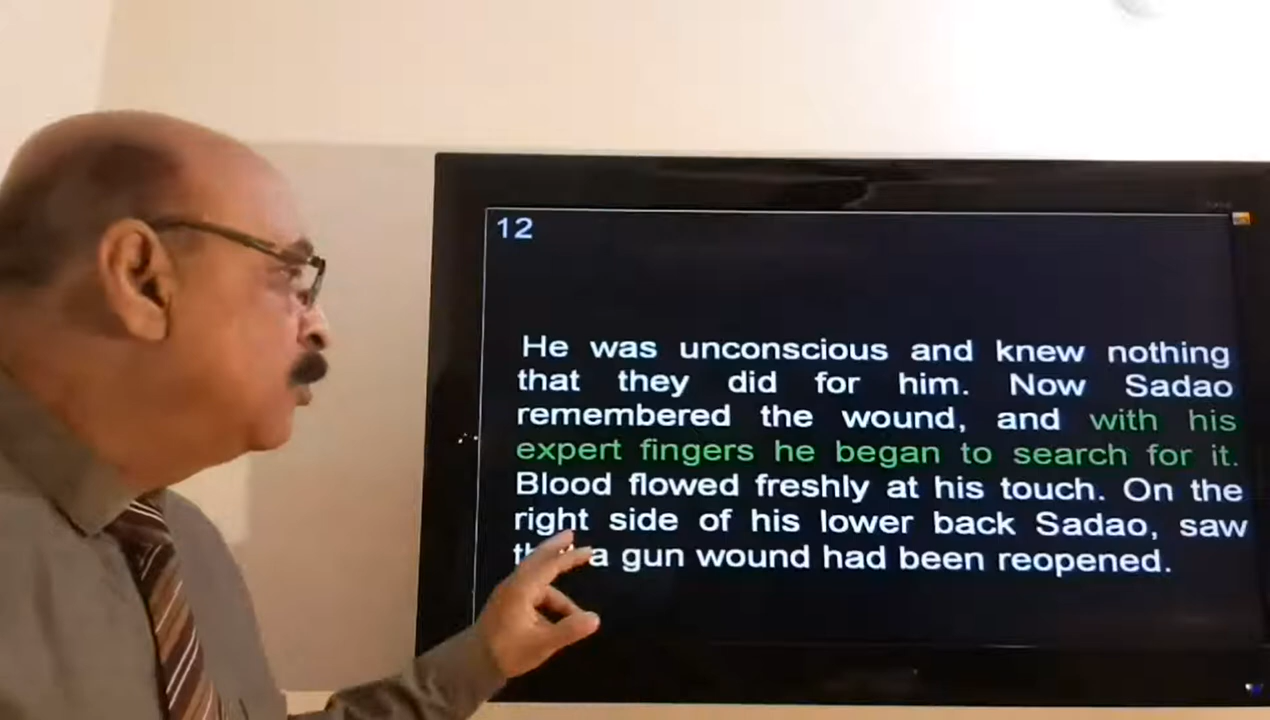 12
He was unconscious and knew nothing
that they did for him. Now Sadao
remembered the wound, and with his
expert fingers he began to search for it.
Blood flowed freshly at his touch. On the
right side of his lower back Sadao, saw
a gun wound had been reopened.